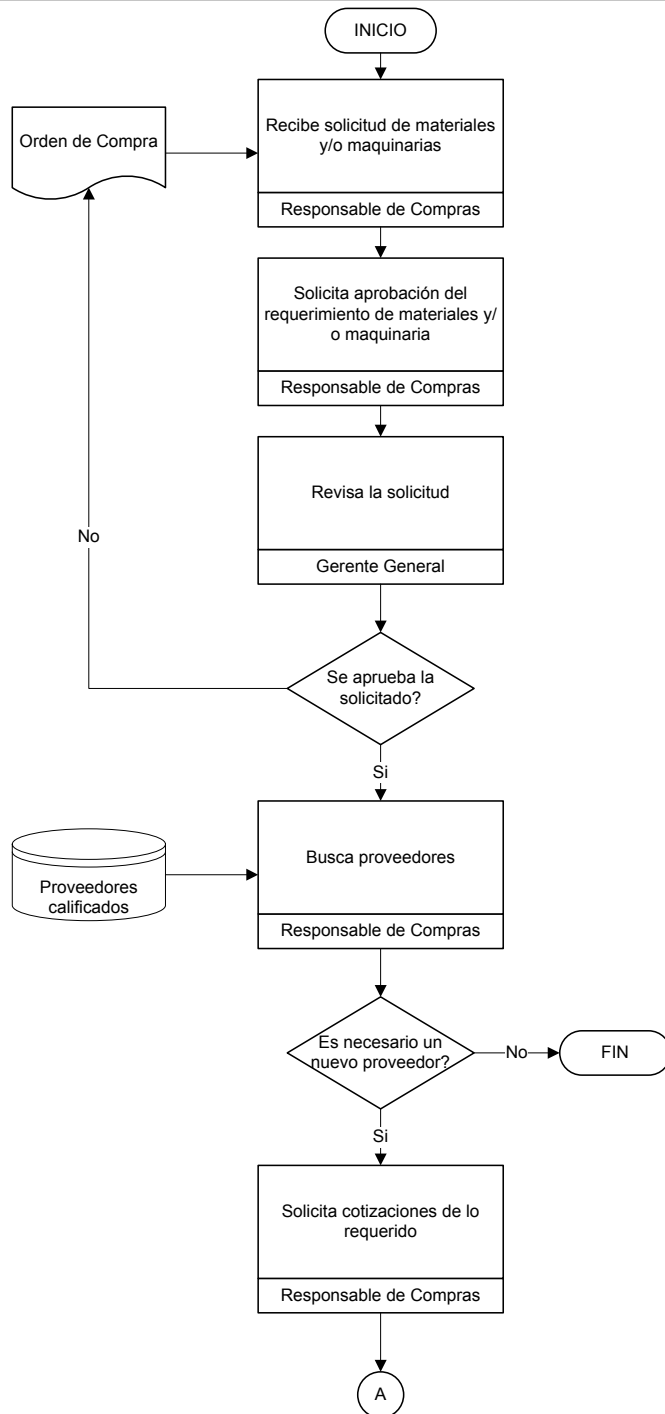 INICIO
Orden de Compra
Recibe solicitud de materiales
y/o maquinarias
Responsable de Compras
Solicita aprobación del
requerimiento de materiales y/
o maquinaria
Responsable de Compras
Revisa la solicitud
Gerente General
No
Se aprueba la
solicitado?
Si
Busca proveedores
Responsable de Compras
Proveedores
calificados
Es necesario un
nuevo proveedor?
No
FIN
Si
Solicita cotizaciones de lo
requerido
Responsable de Compras
A